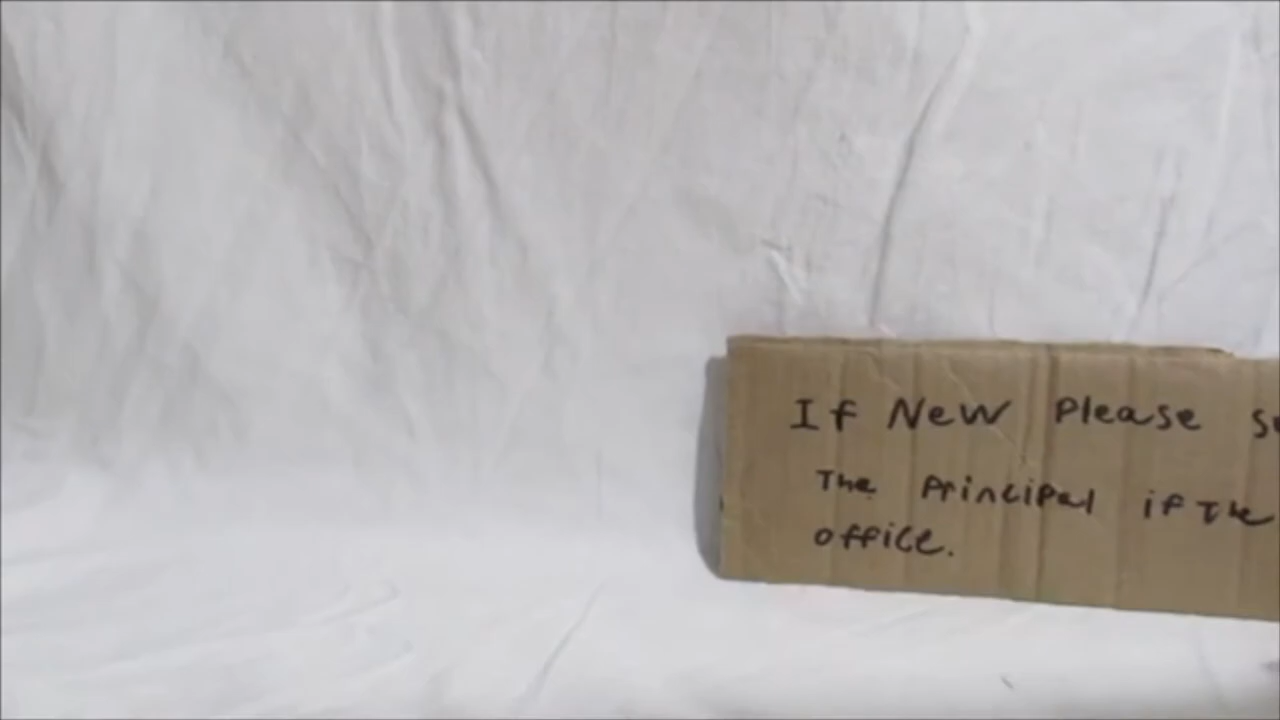 If New Please
The Principal if The
office.